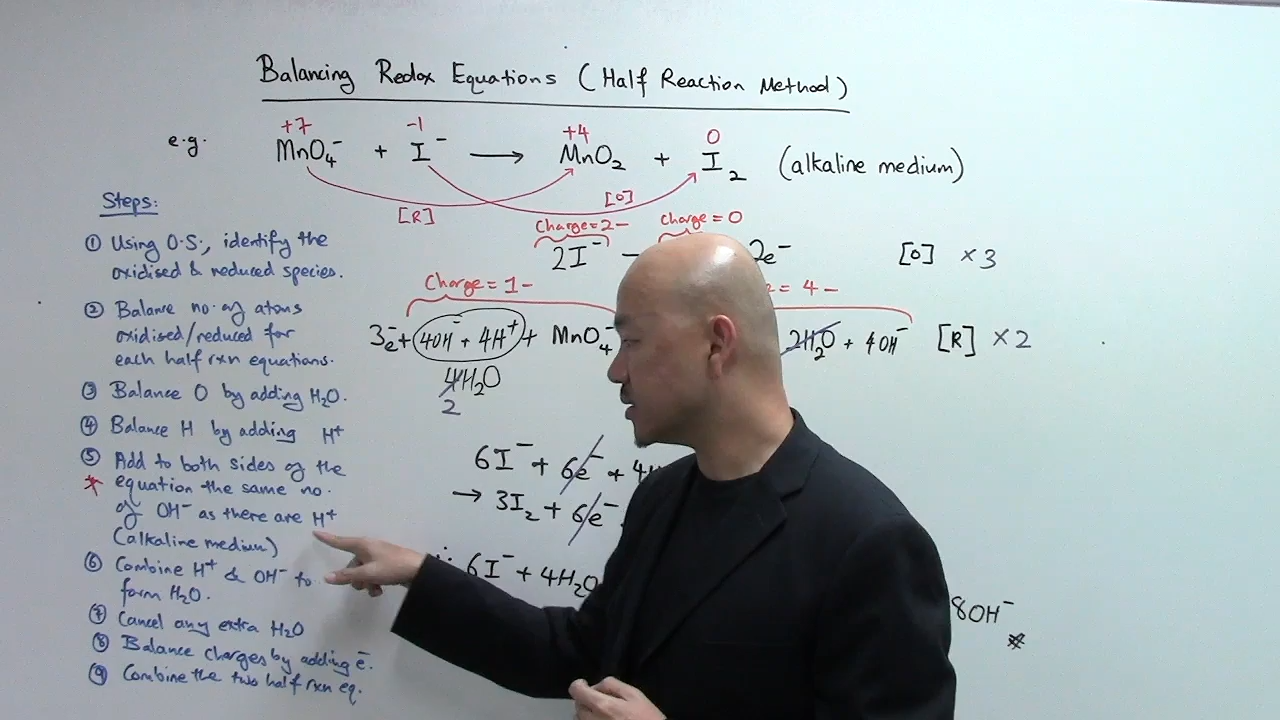 Balancing Redox Equations (Half Reaction Method)
+7 -1 +4 0
e.g. MnO₄⁻ + I⁻ → MnO₂ + I₂ (alkaline medium)
[R] [O]
Steps:
① Using O.S., identify the
oxidised & reduced species.
② Balance no. of atoms
oxidised/reduced for
each half rxn equations.
③ Balance O by adding H₂O.
④ Balance H by adding H⁺
⑤ Add to both sides of the
* equation the same no.
of OH⁻ as there are H⁺
(alkaline medium)
⑥ Combine H⁺ & OH⁻ to
form H₂O.
⑦ Cancel any extra H₂O
⑧ Balance charges by adding e⁻.
⑨ Combine the two half rxn eq.
Charge = 2- Charge = 0
2I⁻ 2e⁻ [O] ×3
Charge = 1- = 4-
3e⁻ + 4OH⁻ + 4H⁺ + MnO₄⁻ 2H₂O + 4OH⁻ [R] ×2
4H₂O
2
6I⁻ + 6e⁻ +
→ 3I₂ + 6e⁻
∴ 6I⁻ + 4H₂O 8OH⁻
*